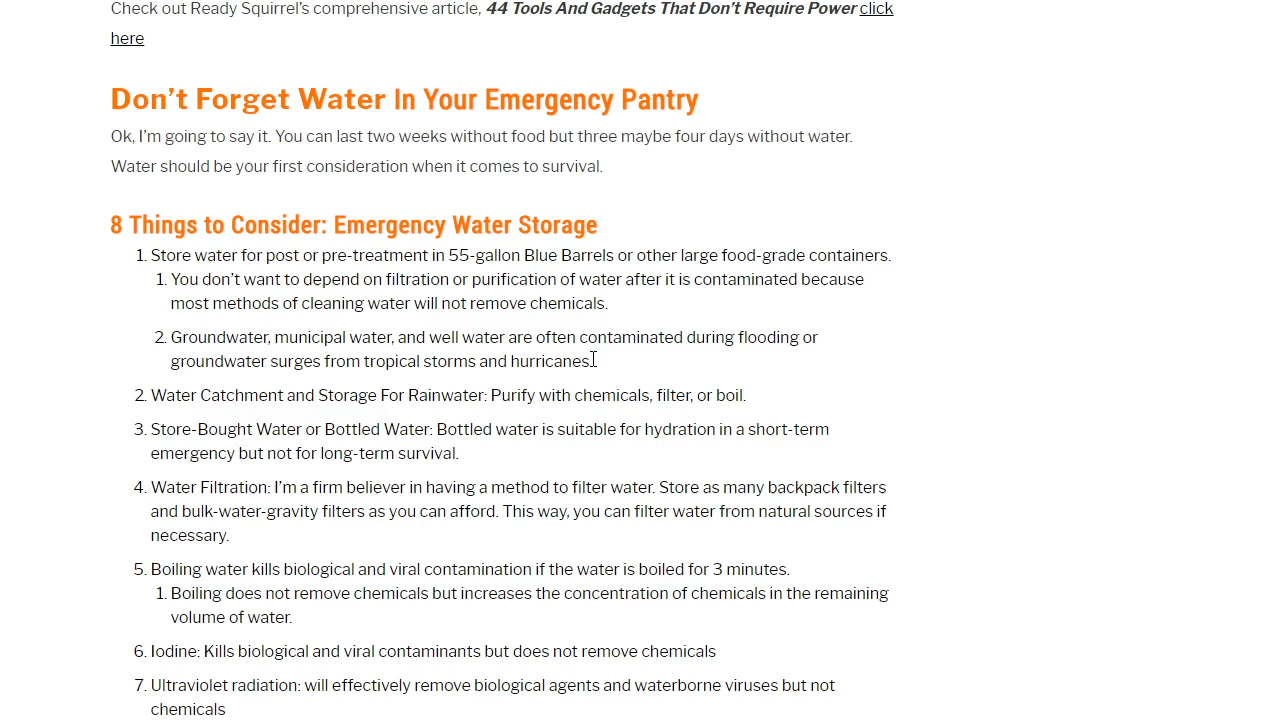 Check out Ready Squirrel's comprehensive article, 44 Tools And Gadgets That Don't Require Power click
here
Don't Forget Water In Your Emergency Pantry
Ok, I'm going to say it. You can last two weeks without food but three maybe four days without water.
Water should be your first consideration when it comes to survival.
8 Things to Consider: Emergency Water Storage
1. Store water for post or pre-treatment in 55-gallon Blue Barrels or other large food-grade containers.
1. You don't want to depend on filtration or purification of water after it is contaminated because
most methods of cleaning water will not remove chemicals.
2. Groundwater, municipal water, and well water are often contaminated during flooding or
groundwater surges from tropical storms and hurricanes.
2. Water Catchment and Storage For Rainwater: Purify with chemicals, filter, or boil.
3. Store-Bought Water or Bottled Water: Bottled water is suitable for hydration in a short-term
emergency but not for long-term survival.
4. Water Filtration: I'm a firm believer in having a method to filter water. Store as many backpack filters
and bulk-water-gravity filters as you can afford. This way, you can filter water from natural sources if
necessary.
5. Boiling water kills biological and viral contamination if the water is boiled for 3 minutes.
1. Boiling does not remove chemicals but increases the concentration of chemicals in the remaining
volume of water.
6. Iodine: Kills biological and viral contaminants but does not remove chemicals
7. Ultraviolet radiation: will effectively remove biological agents and waterborne viruses but not
chemicals